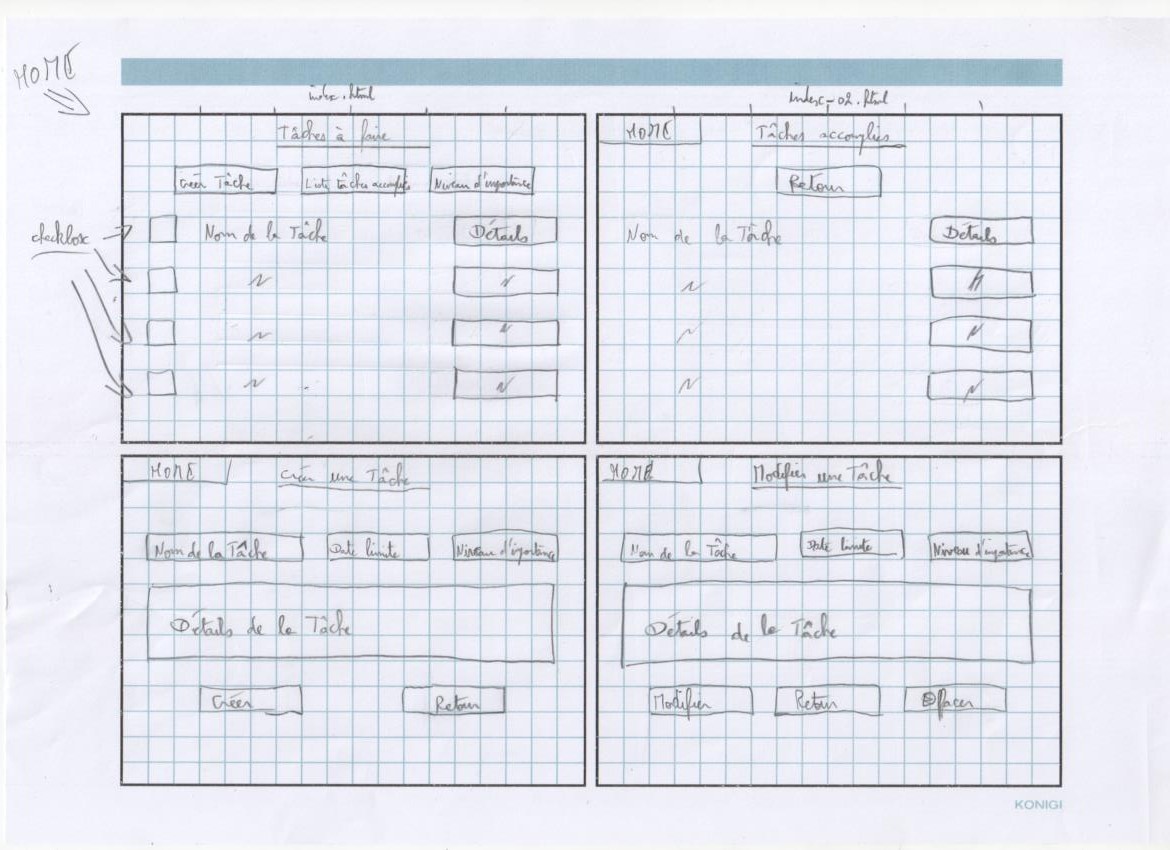 HOME
index.html
index-02.html
Tâches à faire
Créer Tâche
Liste tâches accomplies
Niveau d'importance
checkbox
Nom de la Tâche
Détails
HOME
Tâches accomplies
Retour
Nom de la Tâche
Détails
HOME
Créer une Tâche
Nom de la Tâche
Date limite
Niveau d'importance
Détails de la Tâche
Créer
Retour
HOME
Modifier une Tâche
Nom de la Tâche
Date limite
Niveau d'importance
Détails de la Tâche
Modifier
Retour
Effacer
KONIGI